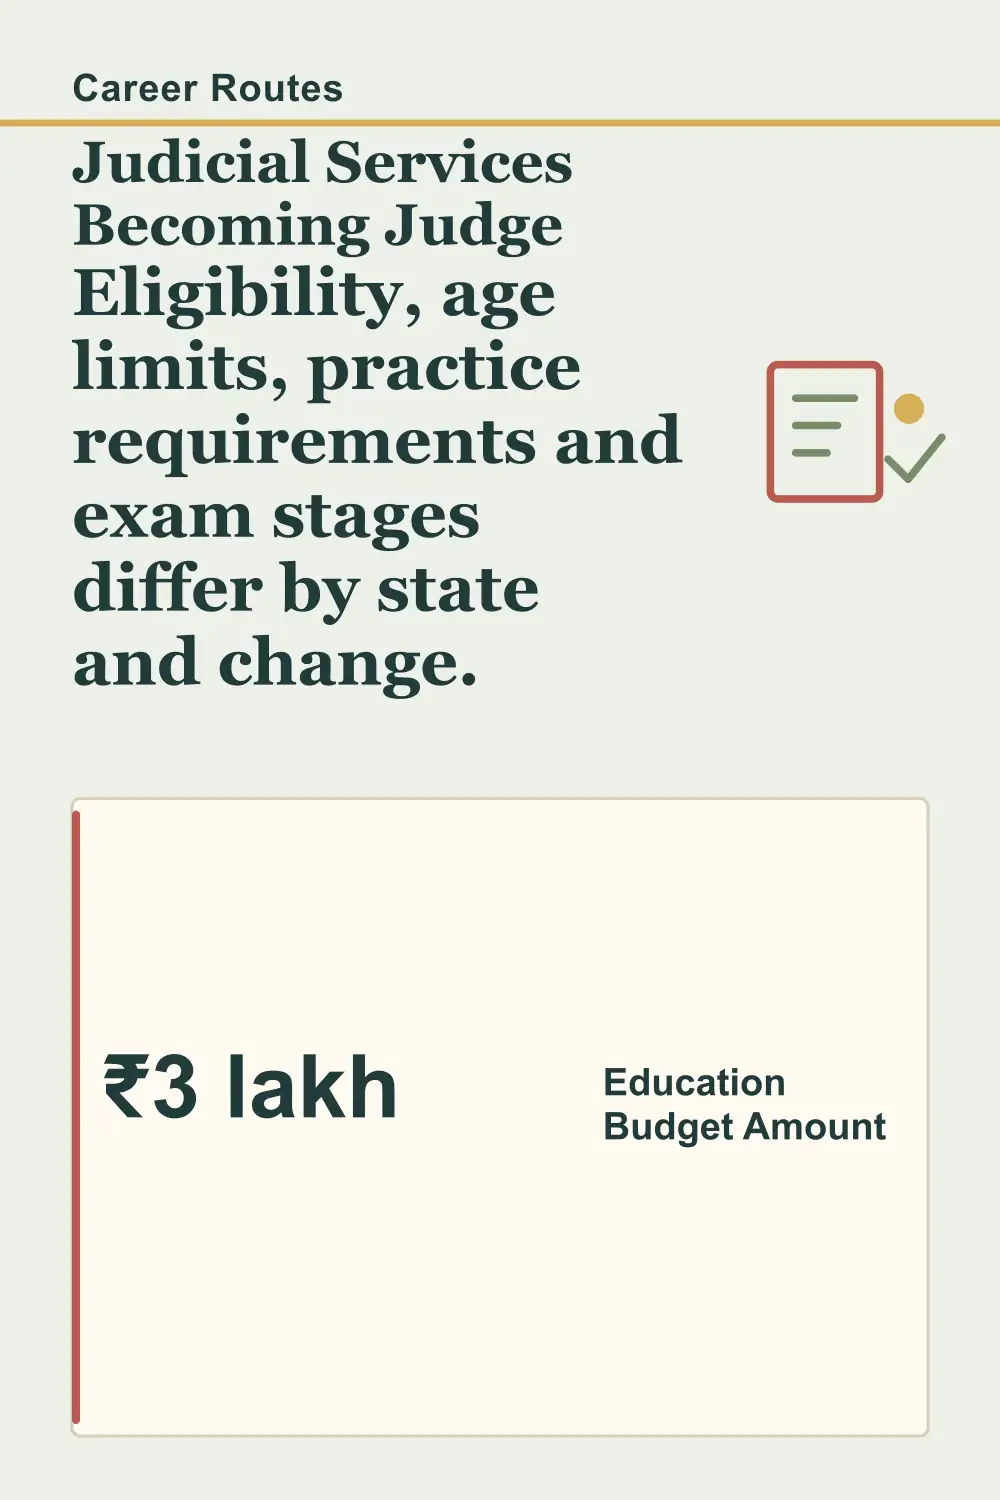 Career Routes
Judicial Services
Becoming Judge
Eligibility, age
limits, practice
requirements and
exam stages
differ by state
and change.
₹3 lakh
Education
Budget Amount